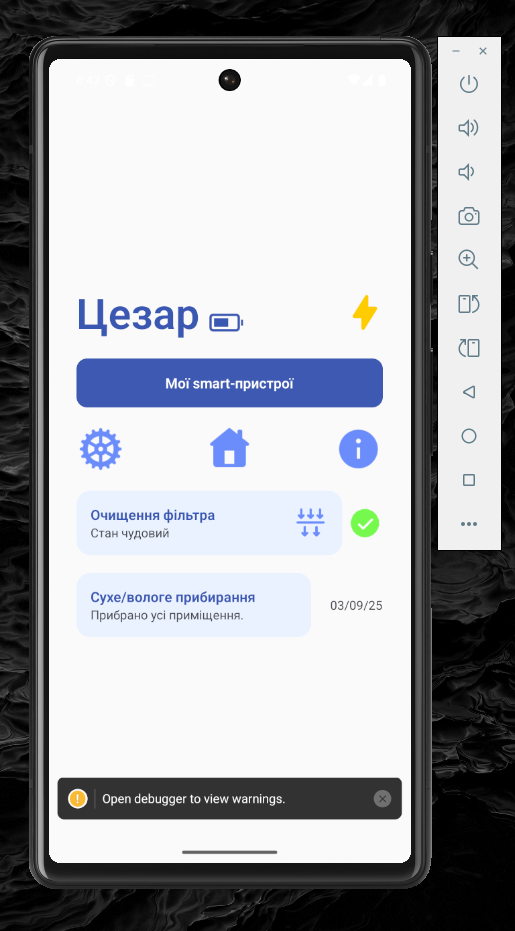 Цезар
Мої smart-пристрої
Очищення фільтра
Стан чудовий
Сухе/вологе прибирання
Прибрано усі приміщення.
03/09/25
Open debugger to view warnings.